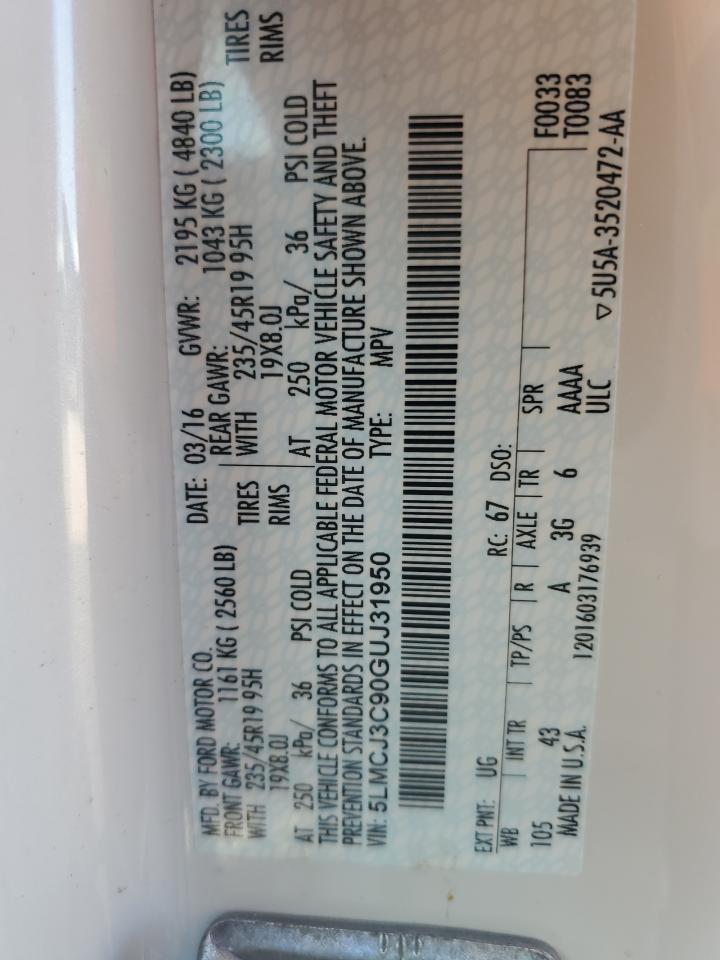 MFD. BY FORD MOTOR CO. DATE: 03/16 GVWR: 2195 KG ( 4840 LB)
FRONT GAWR: 1161 KG ( 2560 LB) REAR GAWR: 1043 KG ( 2300 LB)
WITH 235/45R19 95H TIRES WITH 235/45R19 95H TIRES
19X8.0J RIMS 19X8.0J RIMS
AT 250 kPa/ 36 PSI COLD AT 250 kPa/ 36 PSI COLD
THIS VEHICLE CONFORMS TO ALL APPLICABLE FEDERAL MOTOR VEHICLE SAFETY AND THEFT
PREVENTION STANDARDS IN EFFECT ON THE DATE OF MANUFACTURE SHOWN ABOVE.
VIN: 5LMCJ3C90GUJ31950 TYPE: MPV
EXT PNT: UG RC: 67 DSO: F0033
WB INT TR TP/PS R AXLE TR SPR T0083
105 43 A 3G 6 AAAA
MADE IN U.S.A. 1201603176939 ULC ▽5U5A-3520472-AA